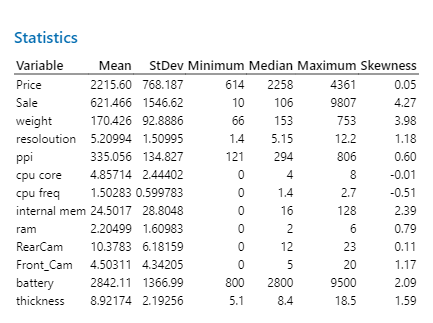 Statistics
Variable Mean StDev Minimum Median Maximum Skewness
Price 2215.60 768.187 614 2258 4361 0.05
Sale 621.466 1546.62 10 106 9807 4.27
weight 170.426 92.8886 66 153 753 3.98
resoloution 5.20994 1.50995 1.4 5.15 12.2 1.18
ppi 335.056 134.827 121 294 806 0.60
cpu core 4.85714 2.44402 0 4 8 -0.01
cpu freq 1.50283 0.599783 0 1.4 2.7 -0.51
internal mem 24.5017 28.8048 0 16 128 2.39
ram 2.20499 1.60983 0 2 6 0.79
RearCam 10.3783 6.18159 0 12 23 0.11
Front_Cam 4.50311 4.34205 0 5 20 1.17
battery 2842.11 1366.99 800 2800 9500 2.09
thickness 8.92174 2.19256 5.1 8.4 18.5 1.59